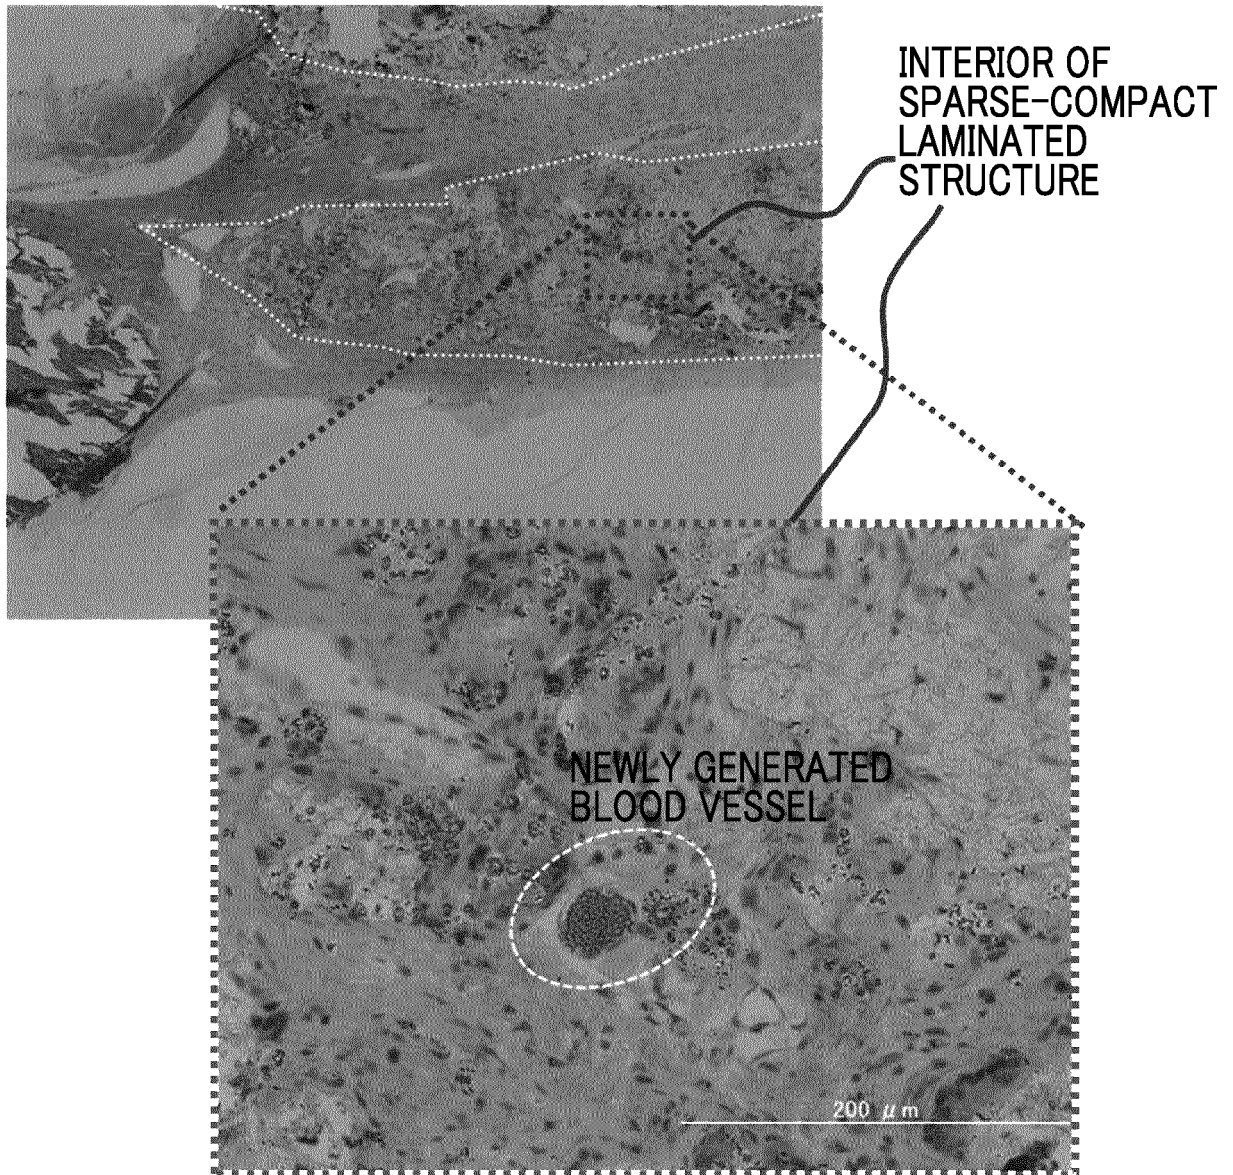 INTERIOR OF
SPARSE-COMPACT
LAMINATED
STRUCTURE
NEWLY GENERATED
BLOOD VESSEL
200 μm